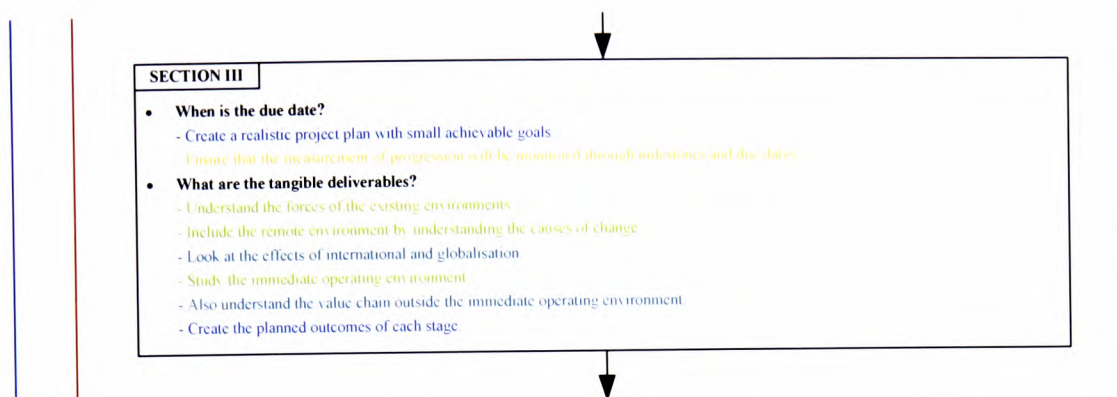 SECTION III
• When is the due date?
- Create a realistic project plan with small achievable goals
- Ensure that the measurement of progression will be monitored through milestones and due dates
• What are the tangible deliverables?
- Understand the forces of the existing environments
- Include the remote environment by understanding the causes of change
- Look at the effects of international and globalisation
- Study the immediate operating environment
- Also understand the value chain outside the immediate operating environment
- Create the planned outcomes of each stage